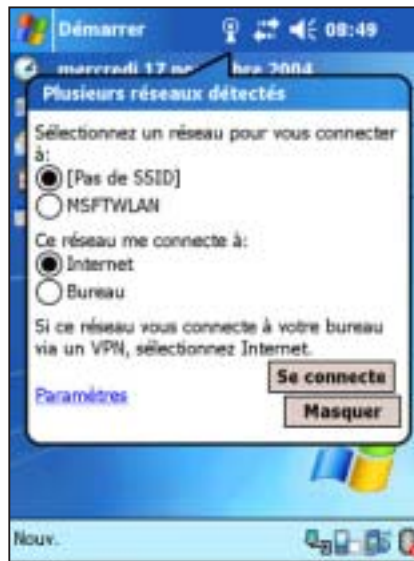 Démarrer 08:49
mercredi 17 bre 2004
Plusieurs réseaux détectés
Sélectionnez un réseau pour vous connecter
à:
[Pas de SSID]
MSFTWLAN
Ce réseau me connecte à:
Internet
Bureau
Si ce réseau vous connecte à votre bureau
via un VPN, sélectionnez Internet.
Se connecte
Paramètres
Masquer
Nouv.